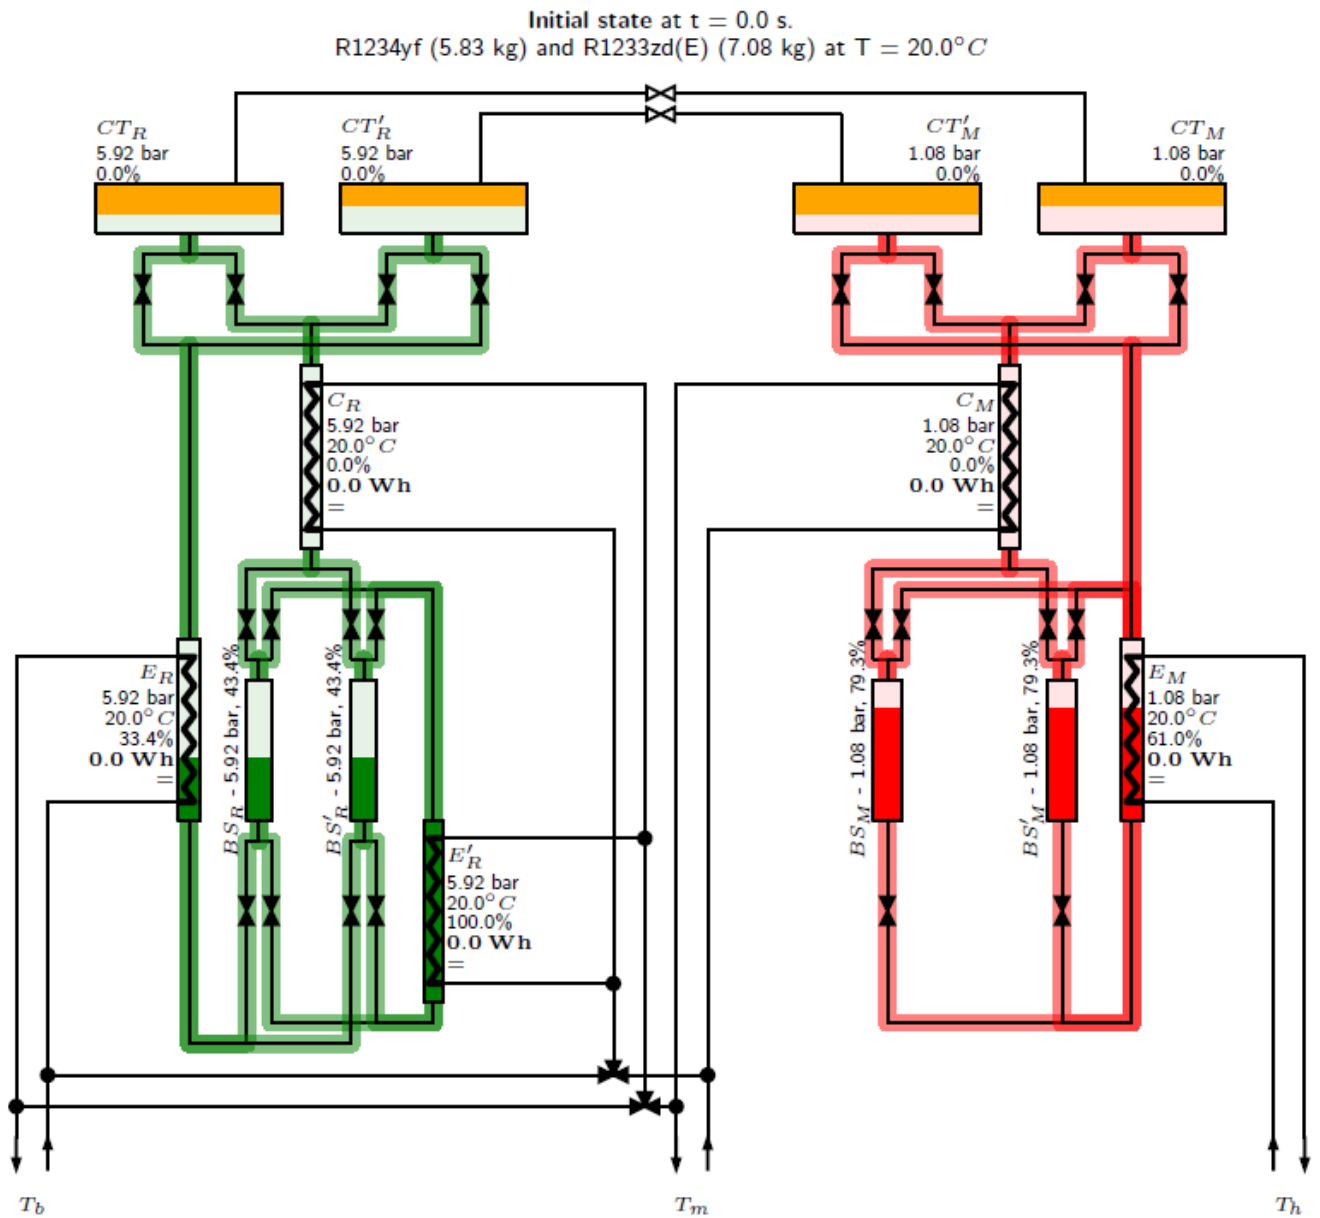 Initial state at t = 0.0 s.
R1234yf (5.83 kg) and R1233zd(E) (7.08 kg) at T = 20.0°C
CT_R
5.92 bar
0.0%
CT'_R
5.92 bar
0.0%
CT'_M
1.08 bar
0.0%
CT_M
1.08 bar
0.0%
C_R
5.92 bar
20.0°C
0.0%
0.0 Wh
=
C_M
1.08 bar
20.0°C
0.0%
0.0 Wh
=
E_R
5.92 bar
20.0°C
33.4%
0.0 Wh
=
BS_R - 5.92 bar, 43.4%
BS'_R - 5.92 bar, 43.4%
E'_R
5.92 bar
20.0°C
100.0%
0.0 Wh
=
BS_M - 1.08 bar, 79.3%
BS'_M - 1.08 bar, 79.3%
E_M
1.08 bar
20.0°C
61.0%
0.0 Wh
=
T_b
T_m
T_h